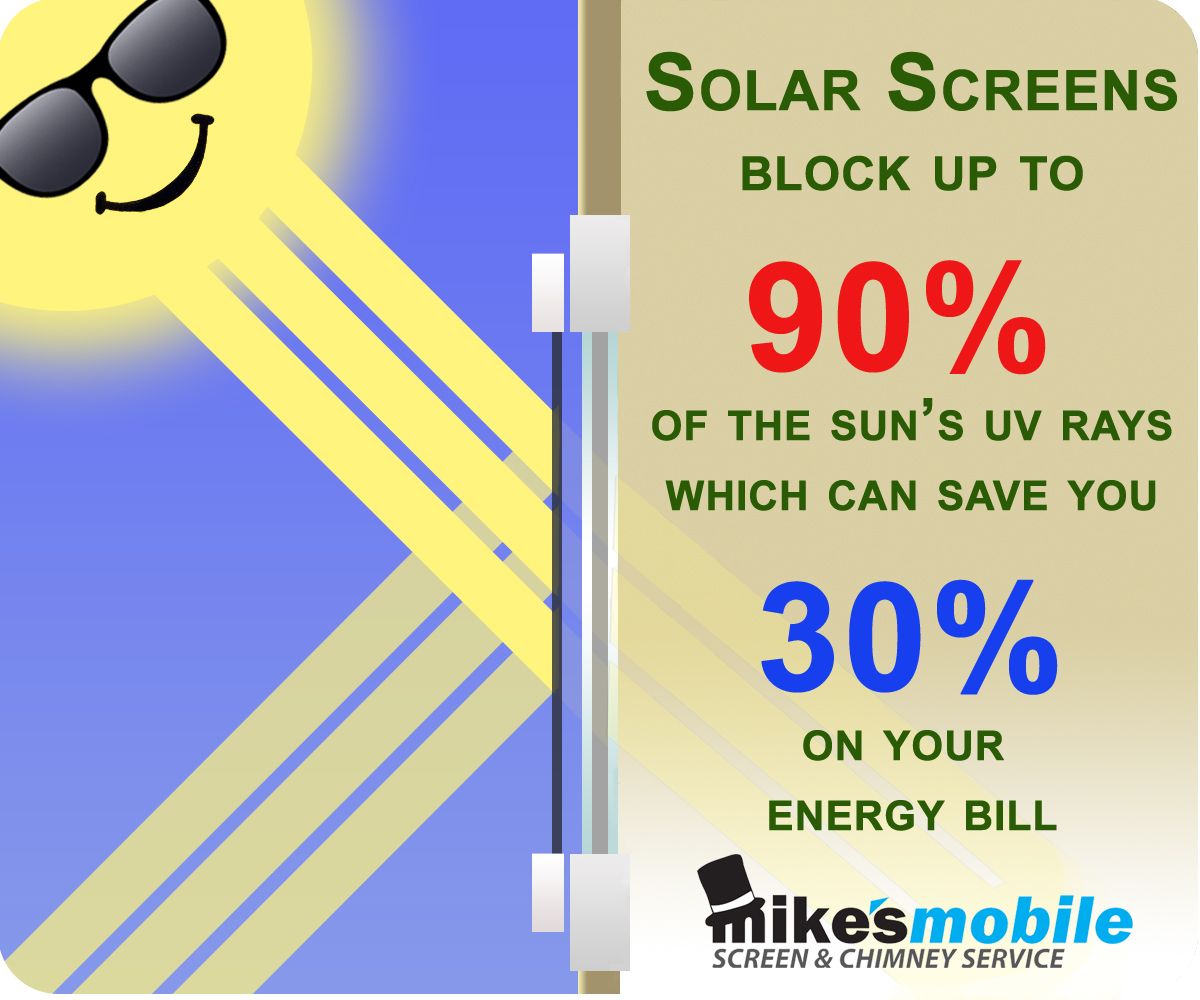 Solar Screens
block up to
90%
of the sun's UV rays
which can save you
30%
on your
energy bill
mike's mobile
SCREEN & CHIMNEY SERVICE